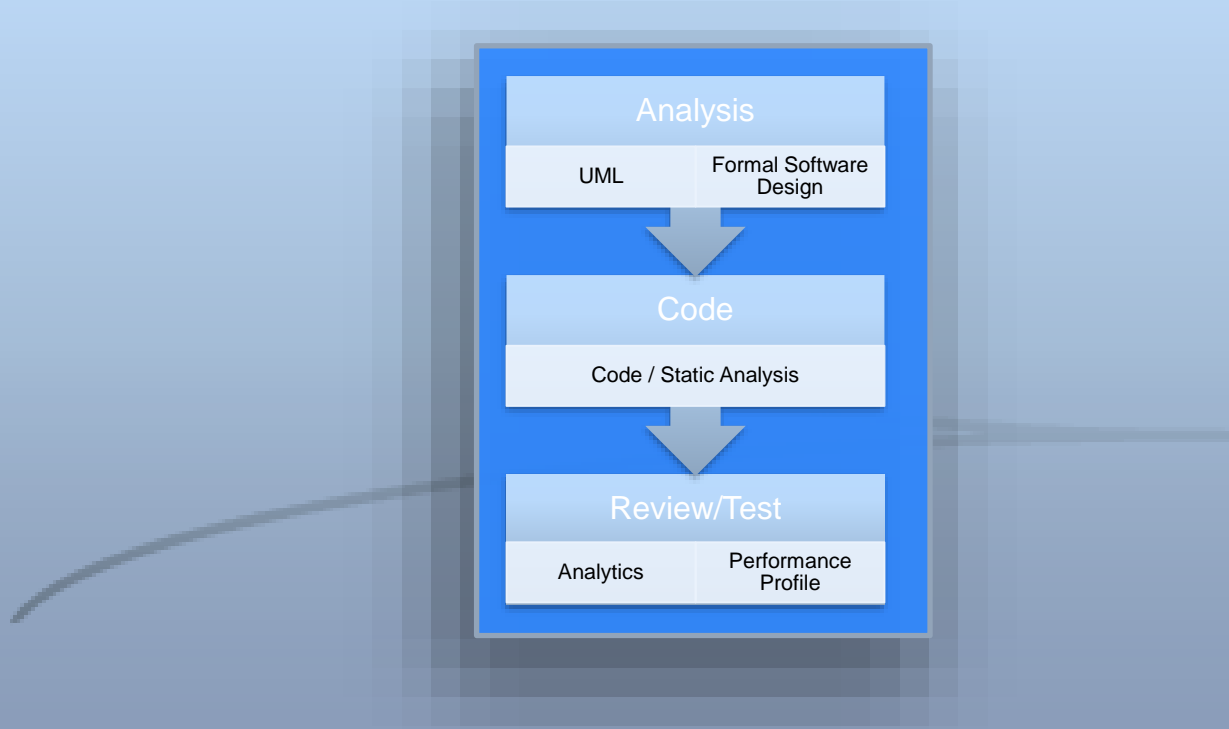 Analysis
UML
Formal Software
Design
Code
Code / Static Analysis
Review/Test
Analytics
Performance
Profile